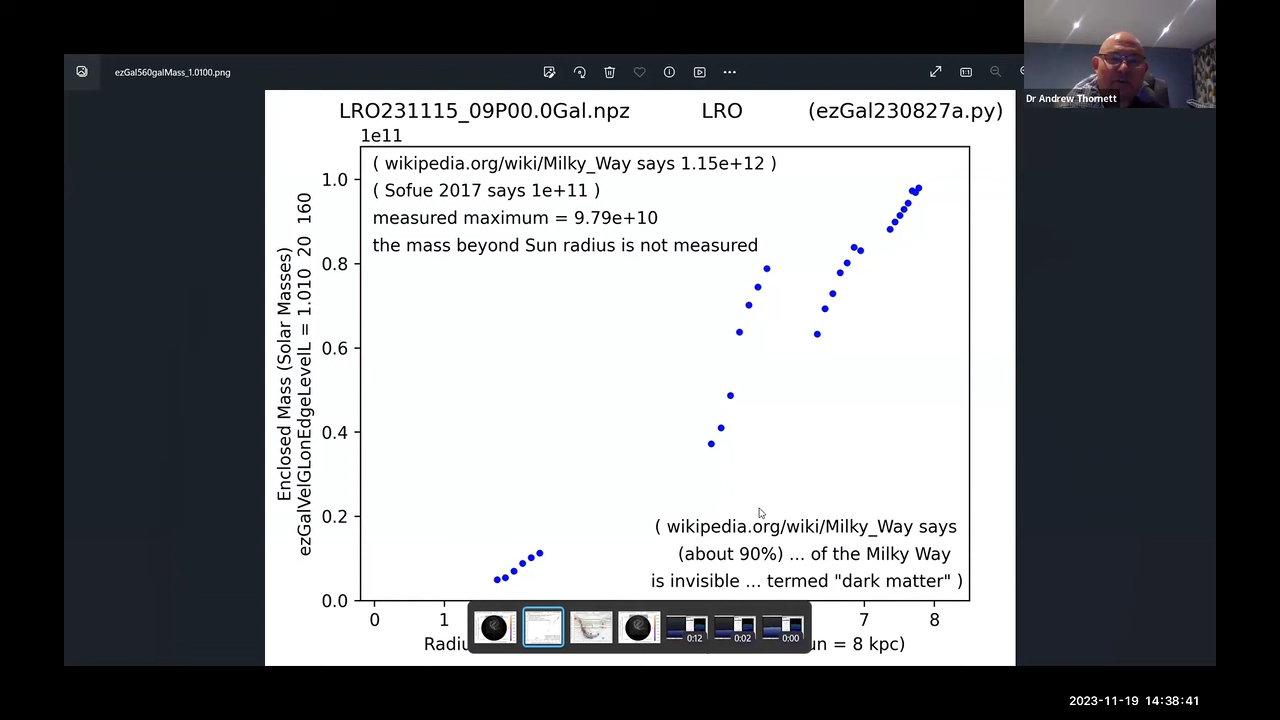 ezGal560galMass_1.0100.png
Dr Andrew Thornett
LRO231115_09P00.0Gal.npz LRO (ezGal230827a.py)
1e11
( wikipedia.org/wiki/Milky_Way says 1.15e+12 )
( Sofue 2017 says 1e+11 )
measured maximum = 9.79e+10
the mass beyond Sun radius is not measured
Enclosed Mass (Solar Masses)
ezGalVelGLonEdgeLevelL = 1.010 20 160
1.0
0.8
0.6
0.4
0.2
0.0
( wikipedia.org/wiki/Milky_Way says
(about 90%) ... of the Milky Way
is invisible ... termed "dark matter" )
0 1 7 8
0:12 0:02 0:00
= 8 kpc)
2023-11-19 14:38:41